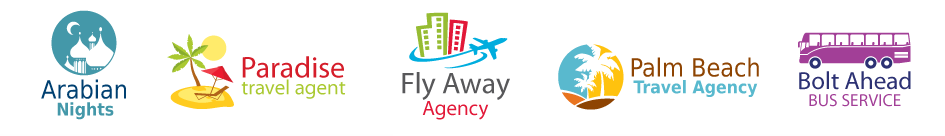 Arabian
Nights
Paradise
travel agent
Fly Away
Agency
Palm Beach
Travel Agency
Bolt Ahead
BUS SERVICE